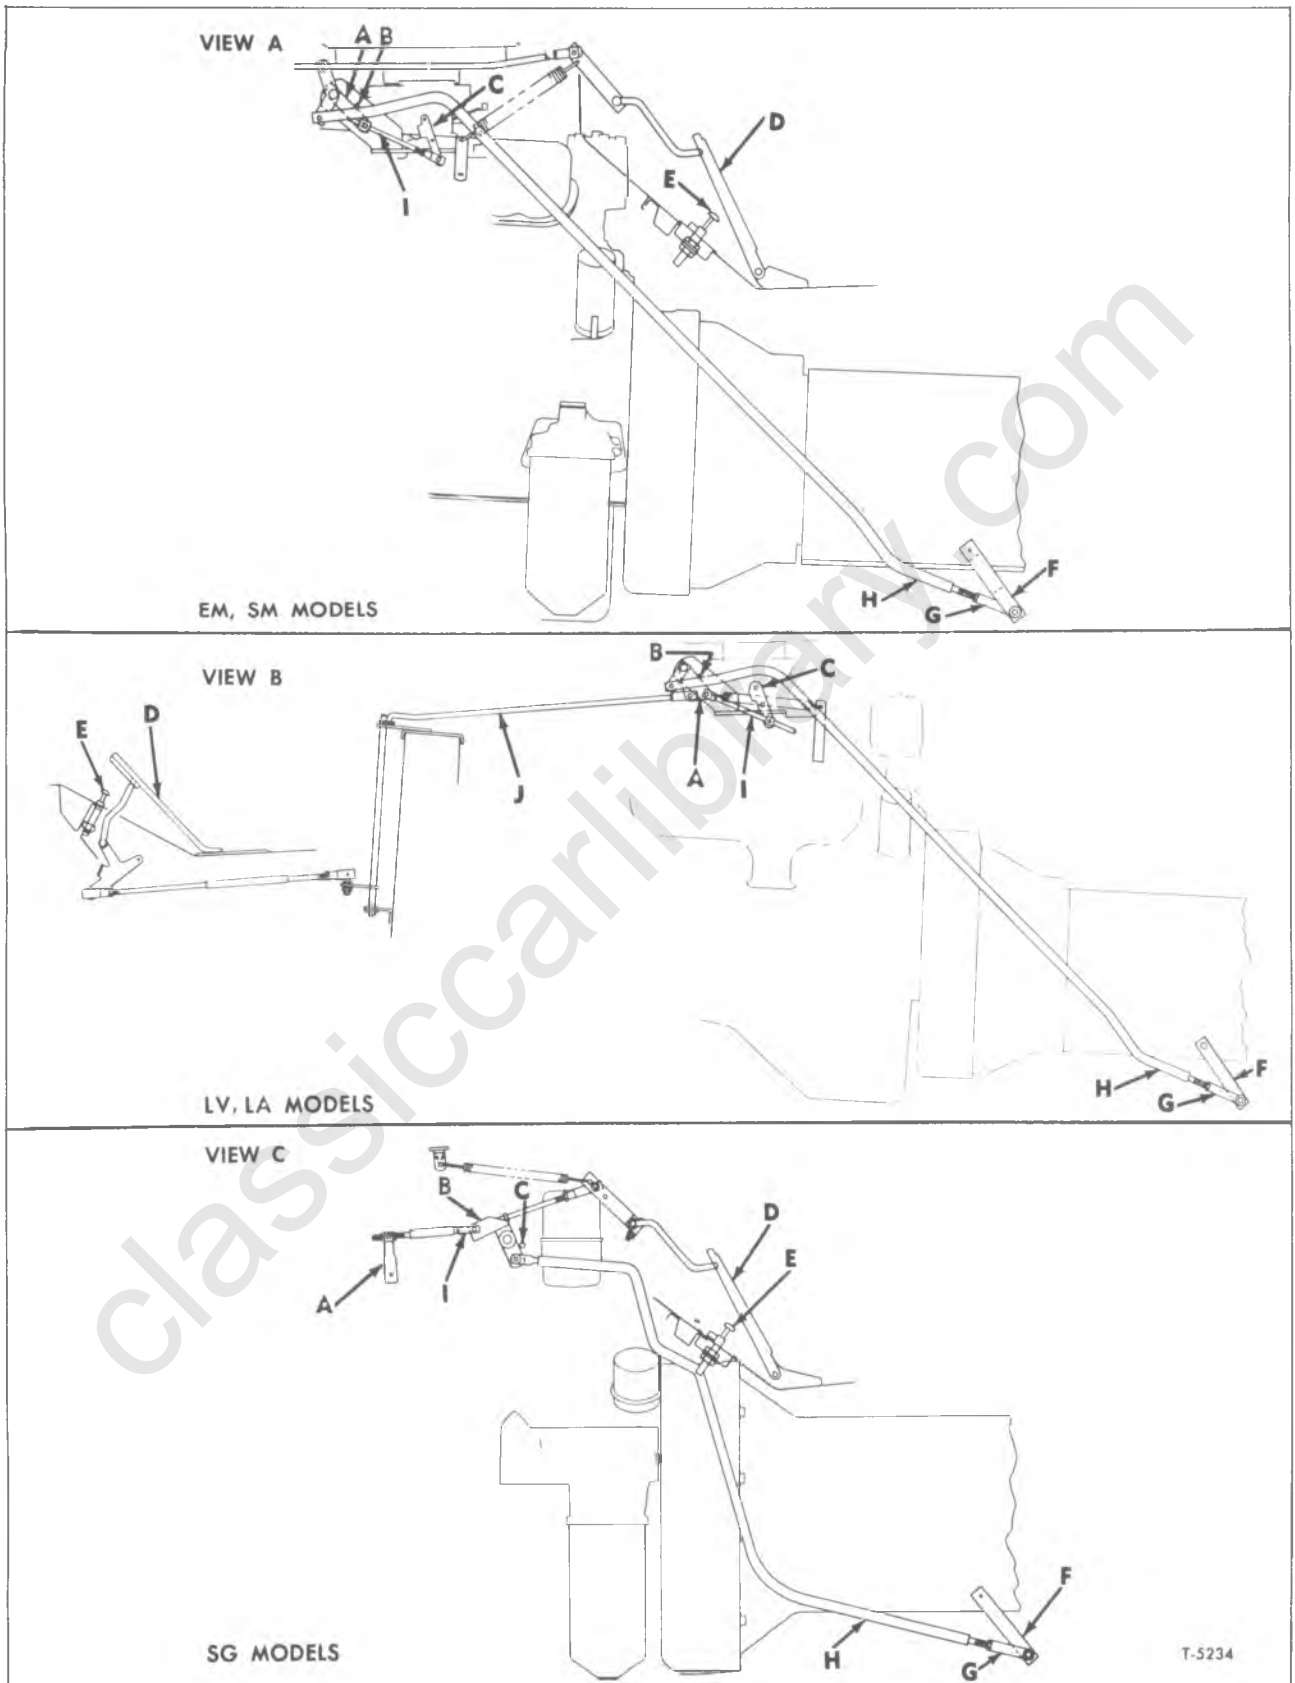 VIEW A
A B
C
D
E
I
F
H
G
EM, SM MODELS
VIEW B
B
C
D
E
A
I
J
F
H
G
LV, LA MODELS
VIEW C
B
C
D
E
A
I
F
H
G
SG MODELS
T-5234
classiccarlibrary.com